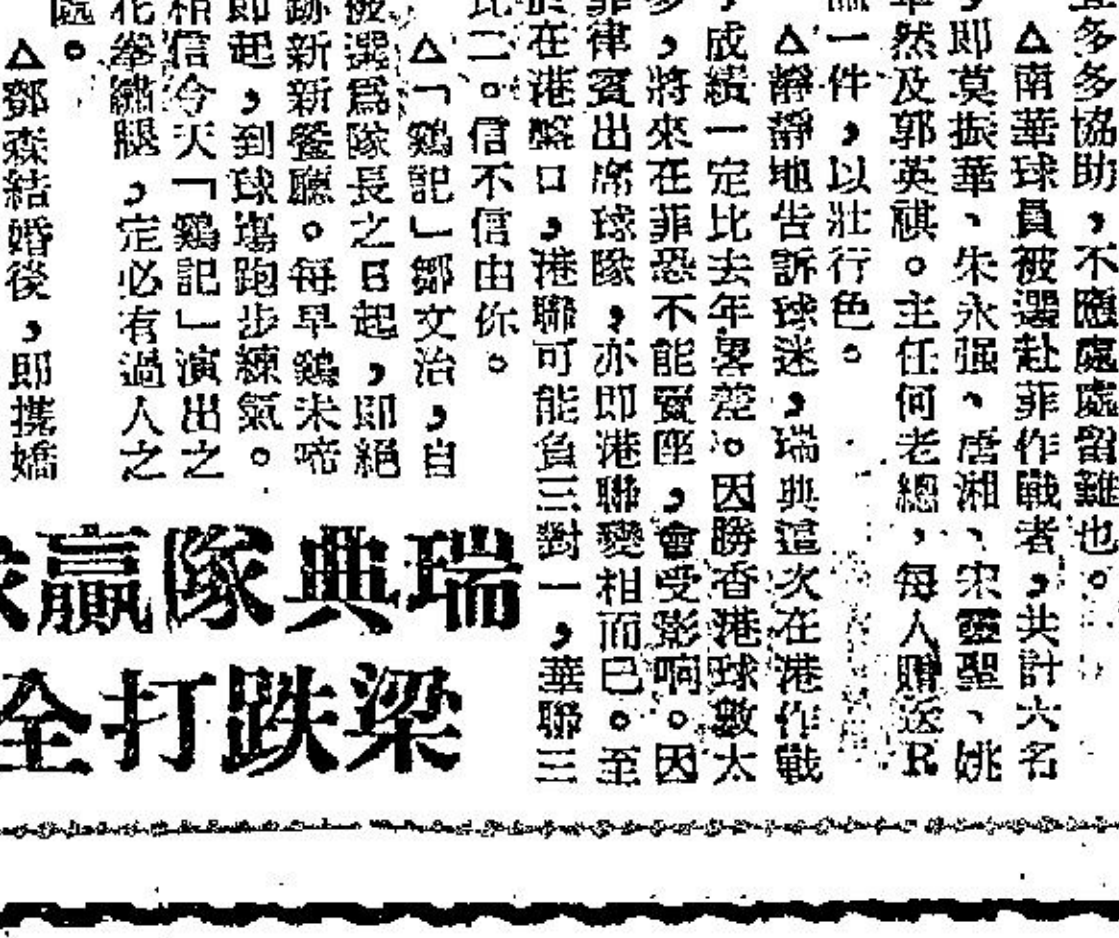 多多協助，不應處處留難也。
△南華球員被選赴菲作戰者，共計六名
，即莫振華、朱永强、唐湘、宋靈聖、姚
卓然及郭英祺。主任何老總，每人贈送R
一件，以壯行色。
△靜靜地告訴球迷，瑞典這次在港作戰
，成績一定比去年畧差。因勝香港球數太
多，將來在菲恐不能賣座，會受影响。因
菲律賓出席球隊，亦即港聯變相而已。至
於在港盤口，港聯可能負三對一，華聯三
比二。信不信由你。
△「鷄記」鄒文治，自
被選爲隊長之日起，即絕
跡新新餐廳。每早鷄未啼
即起，到球塲跑步練氣。
相信今天「鷄記」演出之
花拳繡腿，定必有過人之
處。
△鄧森結婚後，即携嬌
瑞典隊贏
梁跌打全